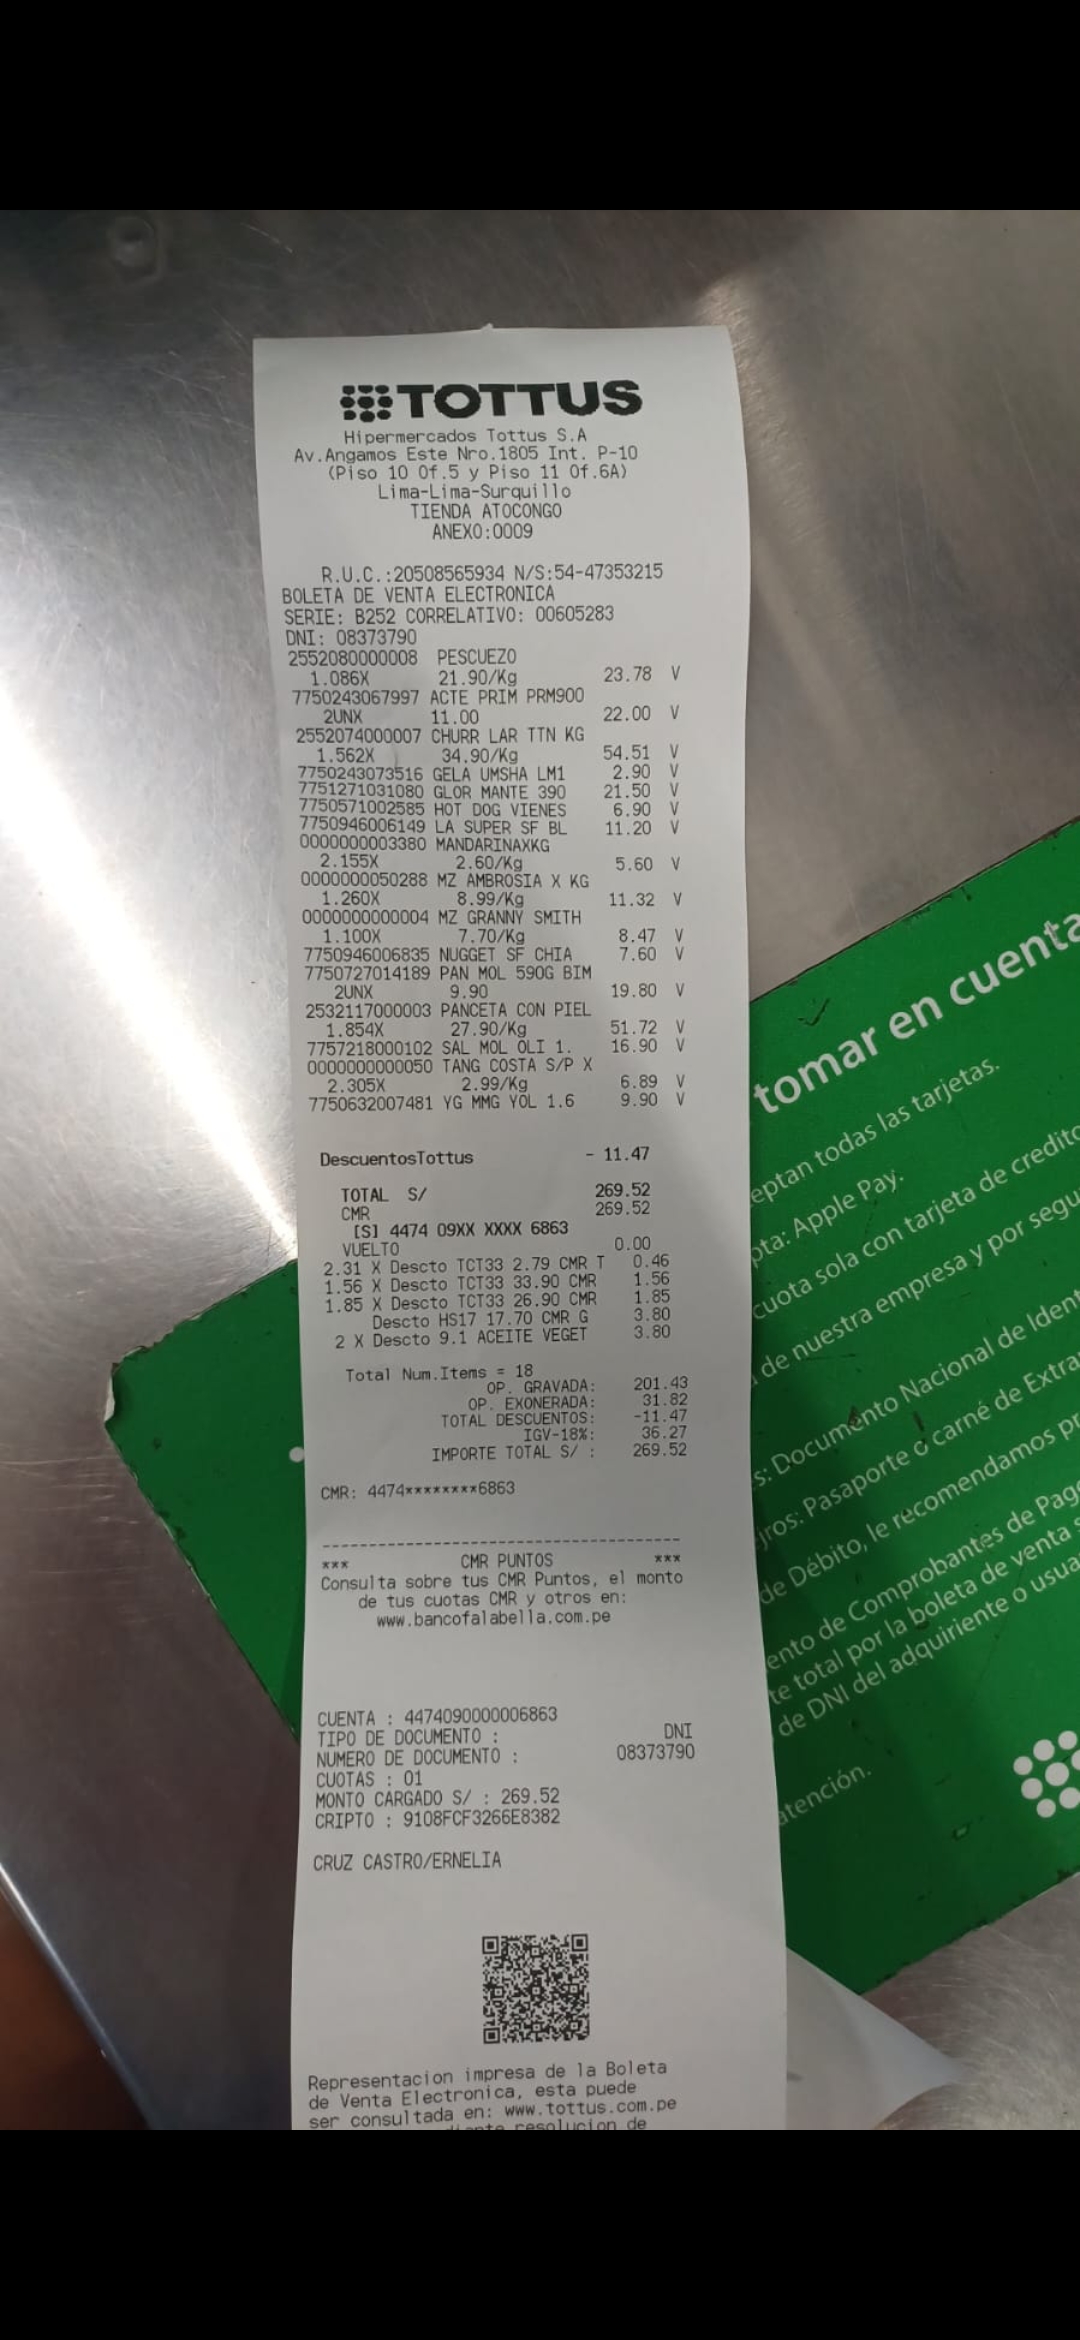 TOTTUS
Hipermercados Tottus S.A
Av.Angamos Este Nro.1805 Int. P-10
(Piso 10 Of.5 y Piso 11 Of.6A)
Lima-Lima-Surquillo
TIENDA ATOCONGO
ANEXO:0009
R.U.C.:20508565934 N/S:54-47353215
BOLETA DE VENTA ELECTRONICA
SERIE: B252 CORRELATIVO: 00605283
DNI: 08373790
2552080000008 PESCUEZO
1.086X 21.90/Kg 23.78 V
7750243067997 ACTE PRIM PRM900
2UNX 11.00 22.00 V
2552074000007 CHURR LAR TTN KG
1.562X 34.90/Kg 54.51 V
7750243073516 GELA UMSHA LM1 2.90 V
7751271031080 GLOR MANTE 390 21.50 V
7750571002585 HOT DOG VIENES 6.90 V
7750946006149 LA SUPER SF BL 11.20 V
0000000003380 MANDARINAXKG
2.155X 2.60/Kg 5.60 V
0000000050288 MZ AMBROSIA X KG
1.260X 8.99/Kg 11.32 V
0000000000004 MZ GRANNY SMITH
1.100X 7.70/Kg 8.47 V
7750946006835 NUGGET SF CHIA 7.60 V
7750727014189 PAN MOL 590G BIM
2UNX 9.90 19.80 V
2532117000003 PANCETA CON PIEL
1.854X 27.90/Kg 51.72 V
7757218000102 SAL MOL OLI 1. 16.90 V
0000000000050 TANG COSTA S/P X
2.305X 2.99/Kg 6.89 V
7750632007481 YG MMG YOL 1.6 9.90 V
DescuentosTottus - 11.47
TOTAL S/ 269.52
CMR 269.52
[S] 4474 09XX XXXX 6863
VUELTO 0.00
2.31 X Descto TCT33 2.79 CMR T 0.46
1.56 X Descto TCT33 33.90 CMR 1.56
1.85 X Descto TCT33 26.90 CMR 1.85
Descto HS17 17.70 CMR G 3.80
2 X Descto 9.1 ACEITE VEGET 3.80
Total Num.Items = 18
OP. GRAVADA: 201.43
OP. EXONERADA: 31.82
TOTAL DESCUENTOS: -11.47
IGV-18%: 36.27
IMPORTE TOTAL S/ : 269.52
CMR: 4474********6863
*** CMR PUNTOS ***
Consulta sobre tus CMR Puntos, el monto
de tus cuotas CMR y otros en:
www.bancofalabella.com.pe
CUENTA : 4474090000006863
TIPO DE DOCUMENTO : DNI
NUMERO DE DOCUMENTO : 08373790
CUOTAS : 01
MONTO CARGADO S/ : 269.52
CRIPTO : 9108FCF3266E8382
CRUZ CASTRO/ERNELIA
Representacion impresa de la Boleta
de Venta Electronica, esta puede
ser consultada en: www.tottus.com.pe
resolucion de
tomar en cuenta
eptan todas las tarjetas.
pta: Apple Pay.
cuota sola con tarjeta de credito
de nuestra empresa y por segu
s: Documento Nacional de Ident
jros: Pasaporte o carné de Extra
de Débito, le recomendamos pr
ento de Comprobantes de Pago
te total por la boleta de venta s
de DNI del adquiriente o usua
atención.